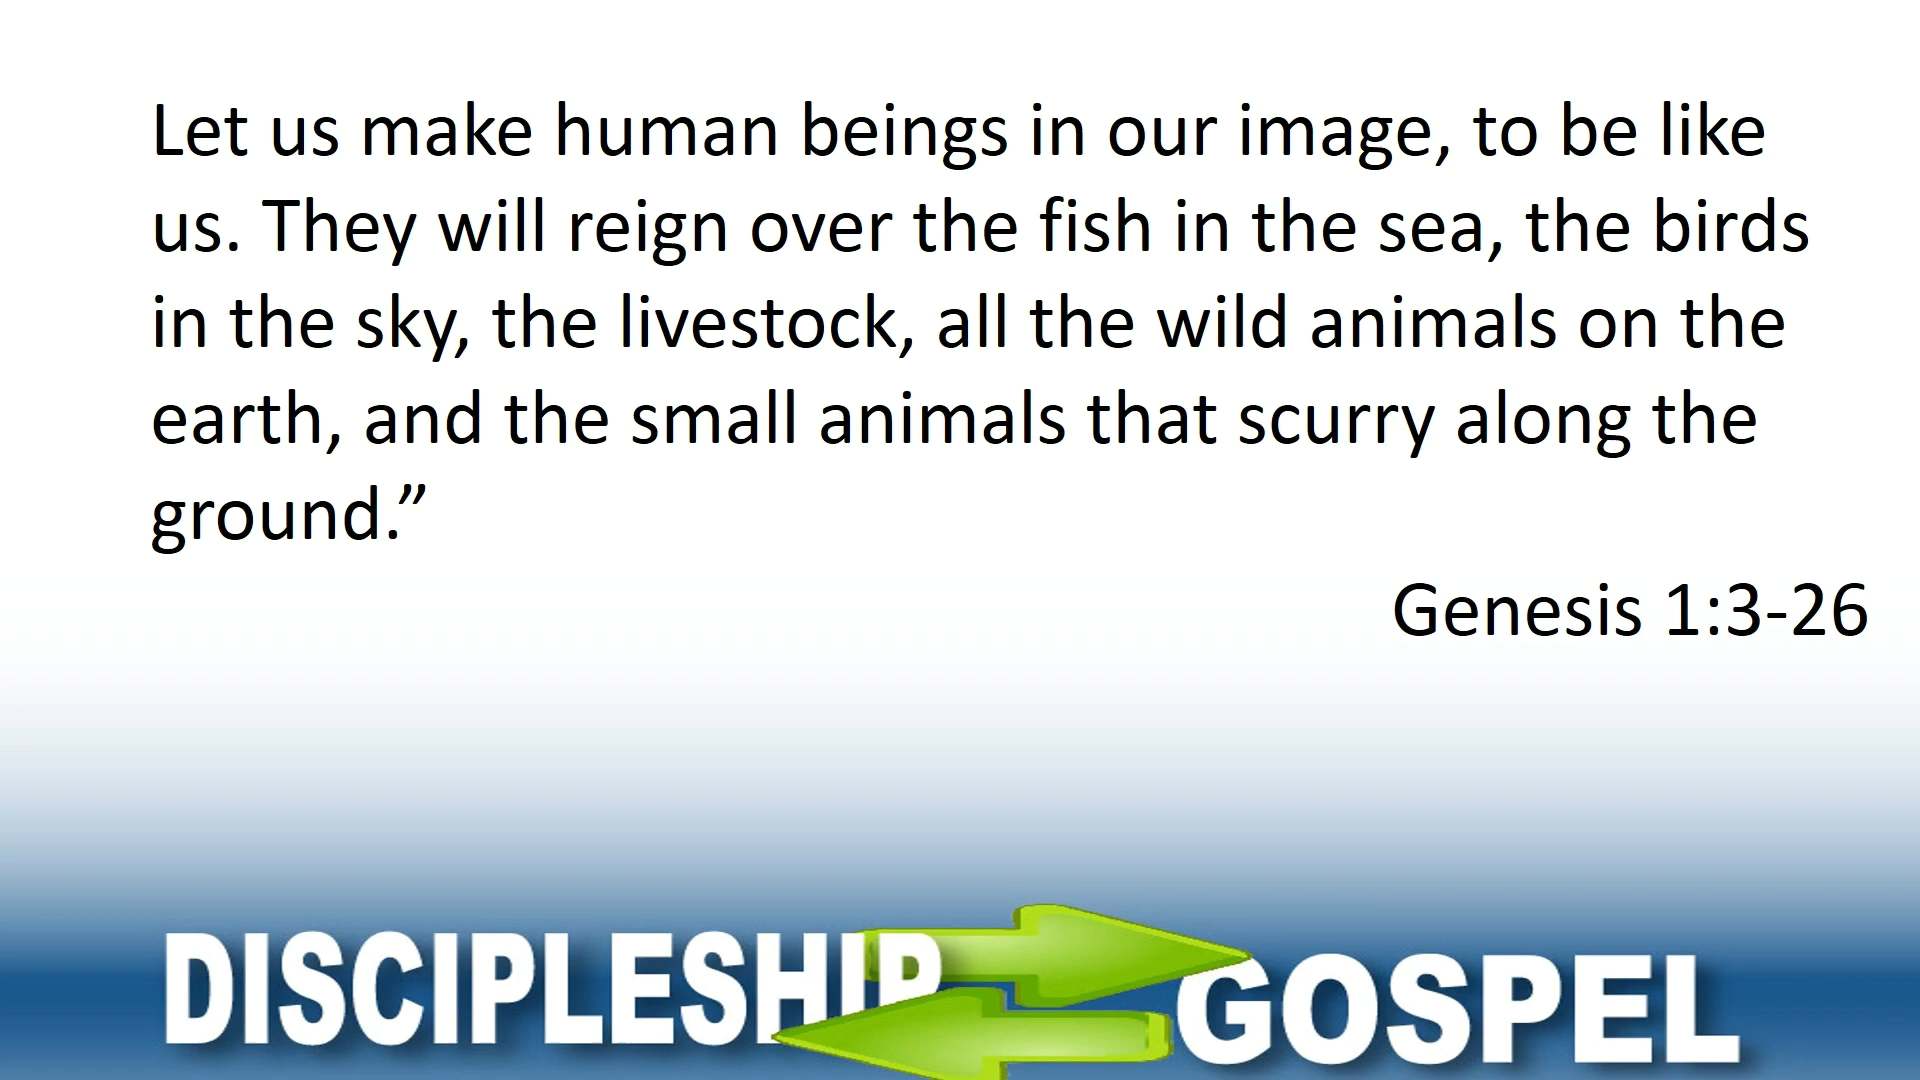 Let us make human beings in our image, to be like
us. They will reign over the fish in the sea, the birds
in the sky, the livestock, all the wild animals on the
earth, and the small animals that scurry along the
ground.”
Genesis 1:3-26
DISCIPLESHIP GOSPEL